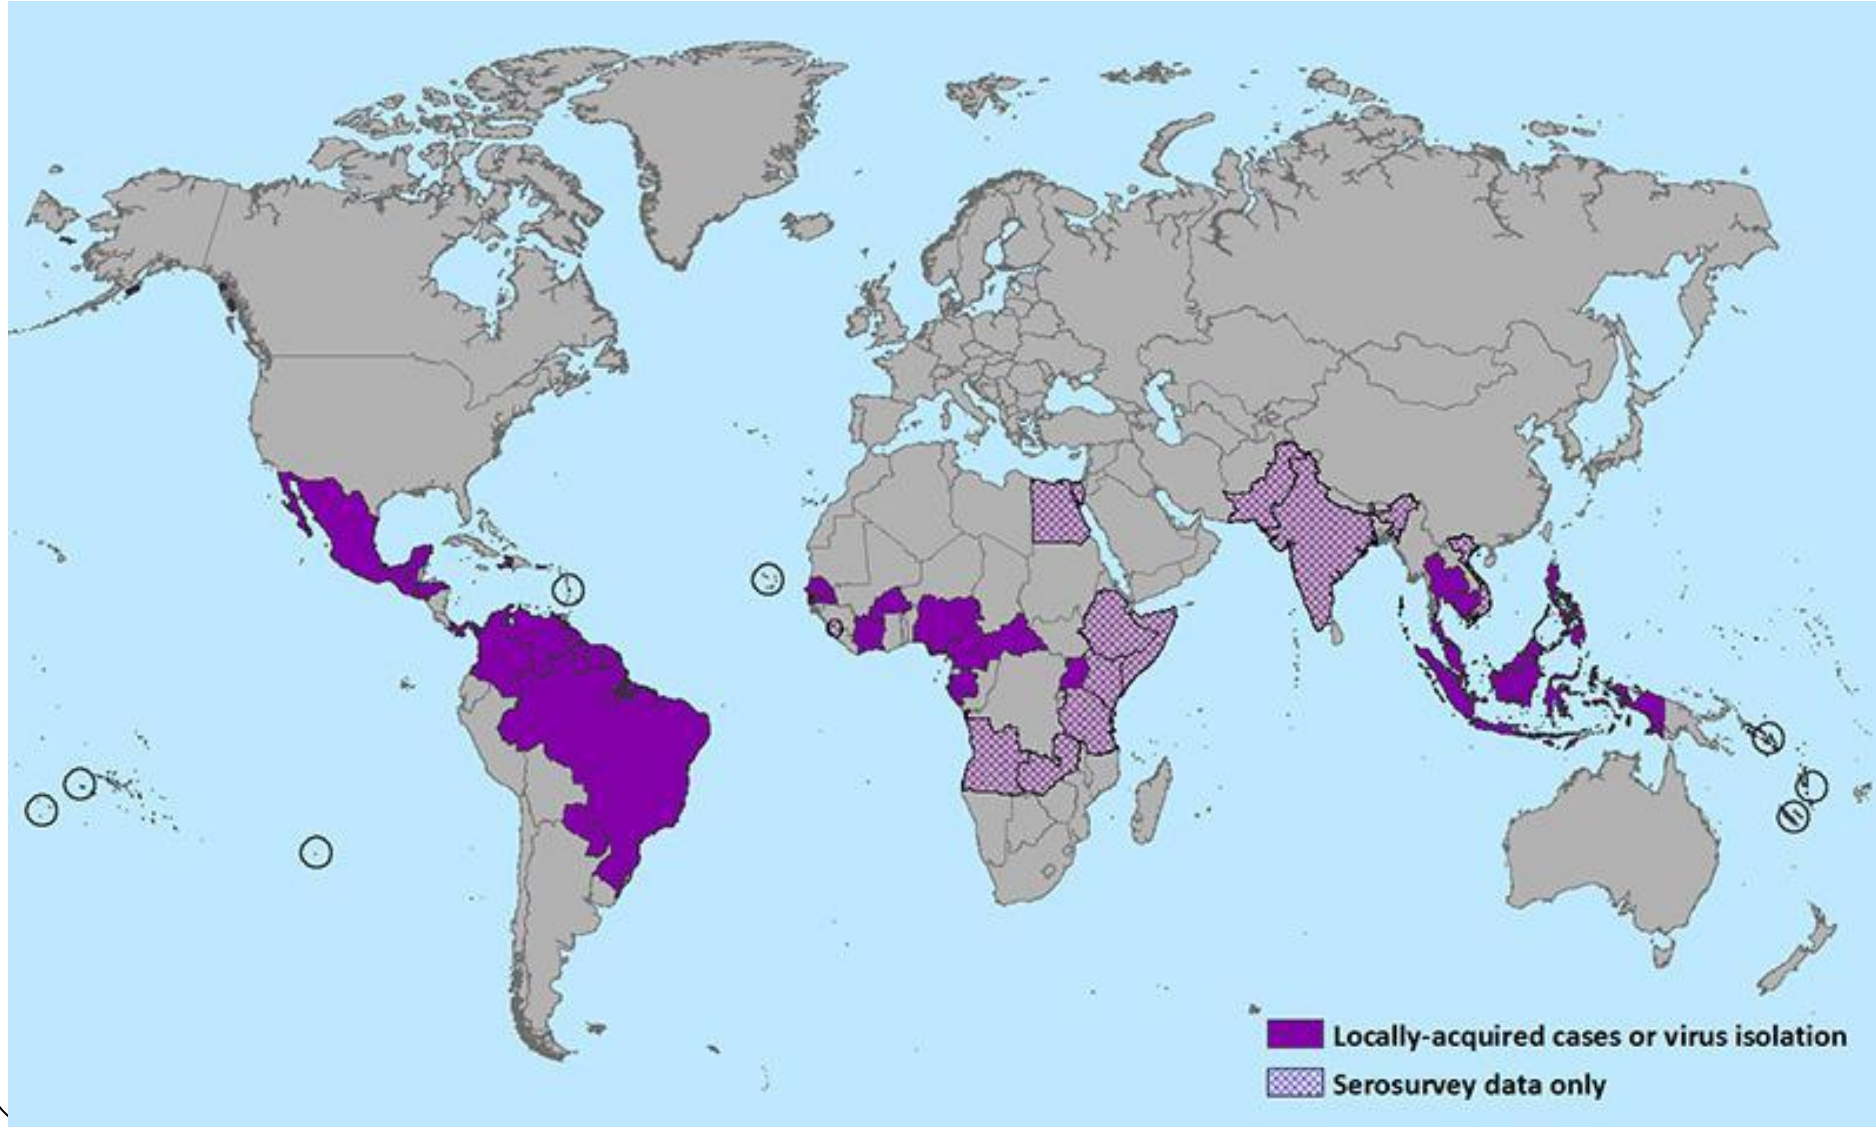 Locally-acquired cases or virus isolation
Serosurvey data only